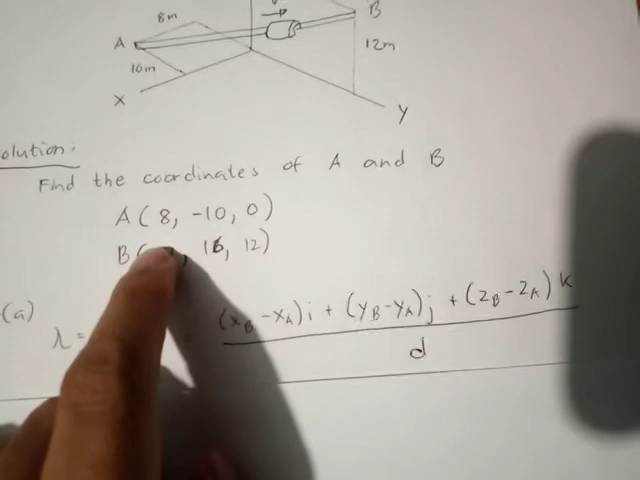 8m
B
A
12m
10m
X
Y
olution:
Find the coordinates of A and B
A(8, -10, 0)
B( , 16, 12)
(a) λ = (xB - xA)i + (yB - yA)j + (zB - zA)k
d